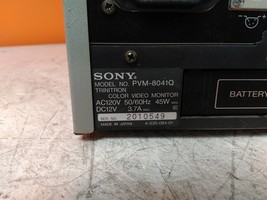 SONY
MODEL NO. PVM-8041Q
TRINITRON
COLOR VIDEO MONITOR
AC120V 50/60Hz 45W
DC12V 3.7A
SER. NO. 2010549
MADE IN JAPAN
BATTERY